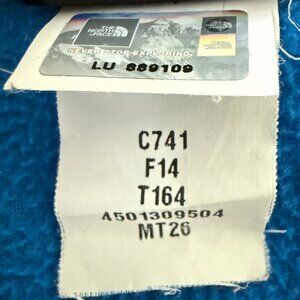 THE
NORTH
FACE
NEVER STOP EXPLORING.
LU 889109
C741
F14
T164
4501309504
MT26